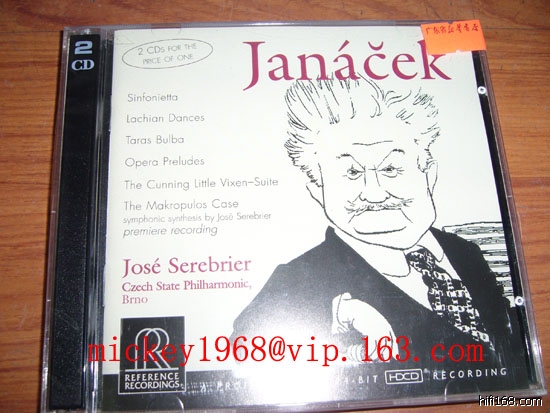 2 CD
2 CDS FOR THE
PRICE OF ONE
Janáček
Sinfonietta
Lachian Dances
Taras Bulba
Opera Preludes
The Cunning Little Vixen–Suite
The Makropulos Case
symphonic synthesis by José Serebrier
premiere recording
José Serebrier
Czech State Philharmonic,
Brno
mickey1968@vip.163.com
RR
REFERENCE
RECORDINGS
-BIT HDCD RECORDING
hifi168.com